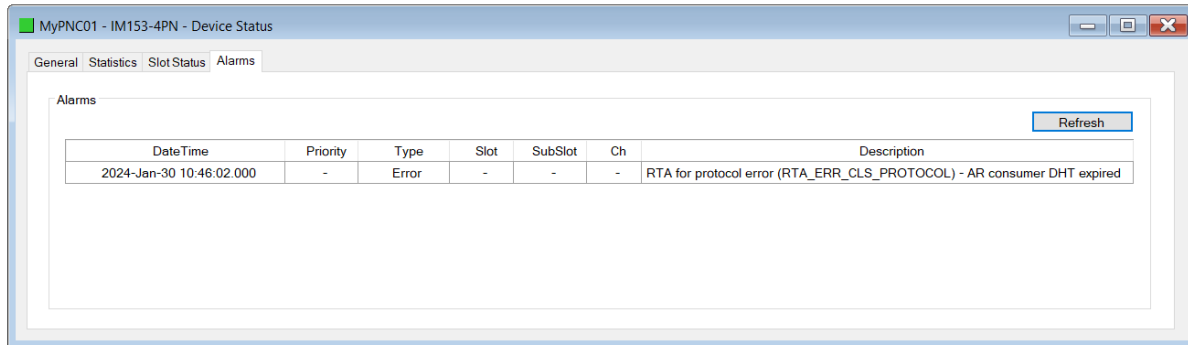 MyPNC01 - IM153-4PN - Device Status
General Statistics Slot Status Alarms
Alarms
Refresh
DateTime Priority Type Slot SubSlot Ch Description
2024-Jan-30 10:46:02.000 - Error - - - RTA for protocol error (RTA_ERR_CLS_PROTOCOL) - AR consumer DHT expired